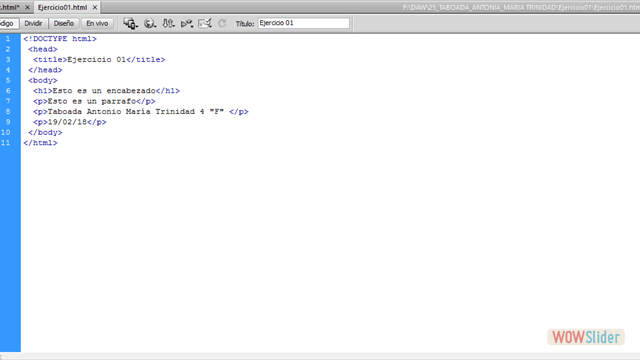 .html* × Ejercicio01.html ×
F:\DAW\25_TABOADA_ANTONIA_MARIA TRINIDAD\Ejercicio01\Ejercicio01.htm
ódigo Dividir Diseño En vivo Título: Ejercicio 01
1 <!DOCTYPE html>
2 <head>
3 <title>Ejercicio 01</title>
4 </head>
5 <body>
6 <h1>Esto es un encabezado</h1>
7 <p>Esto es un parrafo</p>
8 <p>Taboada Antonio María Trinidad 4 "F" </p>
9 <p>19/02/18</p>
10 </body>
11 </html>
WOWSlider